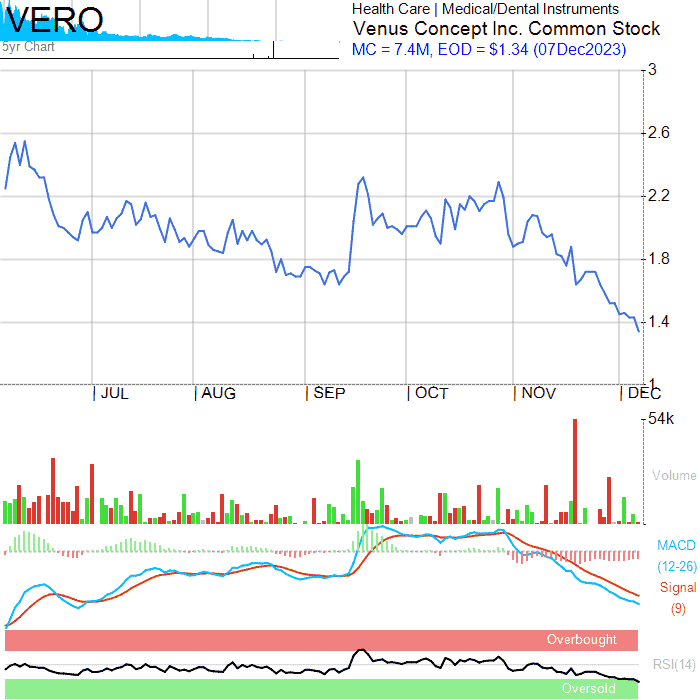 VERO
Health Care | Medical/Dental Instruments
Venus Concept Inc. Common Stock
MC = 7.4M, EOD = $1.34 (07Dec2023)
5yr Chart
3
2.6
2.2
1.8
1.4
1
| JUL | AUG | SEP | OCT | NOV | DEC
54k
Volume
MACD
(12-26)
Signal
(9)
Overbought
RSI(14)
Oversold